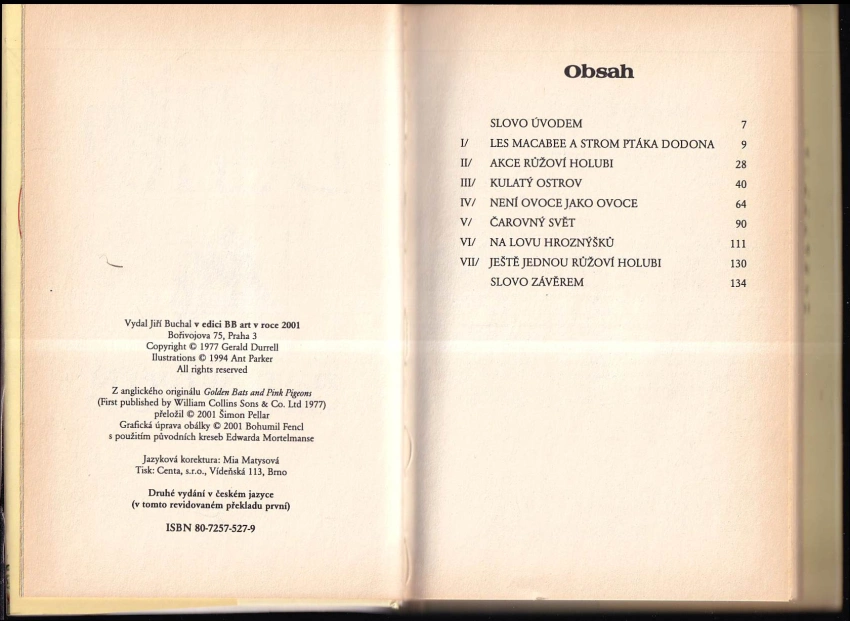 Vydal Jiří Buchal v edici BB art v roce 2001
Bořivojova 75, Praha 3
Copyright © 1977 Gerald Durrell
Ilustrations © 1994 Ant Parker
All rights reserved
Z anglického originálu Golden Bats and Pink Pigeons
(First published by William Collins Sons & Co. Ltd 1977)
přeložil © 2001 Šimon Pellar
Grafická úprava obálky © 2001 Bohumil Fencl
s použitím původních kreseb Edwarda Mortelmanse
Jazyková korektura: Mia Matysová
Tisk: Centa, s.r.o., Vídeňská 113, Brno
Druhé vydání v českém jazyce
(v tomto revidovaném překladu první)
ISBN 80-7257-527-9
Obsah
SLOVO ÚVODEM 7
I/ LES MACABEE A STROM PTÁKA DODONA 9
II/ AKCE RŮŽOVÍ HOLUBI 28
III/ KULATÝ OSTROV 40
IV/ NENÍ OVOCE JAKO OVOCE 64
V/ ČAROVNÝ SVĚT 90
VI/ NA LOVU HROZNÝŠKŮ 111
VII/ JEŠTĚ JEDNOU RŮŽOVÍ HOLUBI 130
SLOVO ZÁVĚREM 134